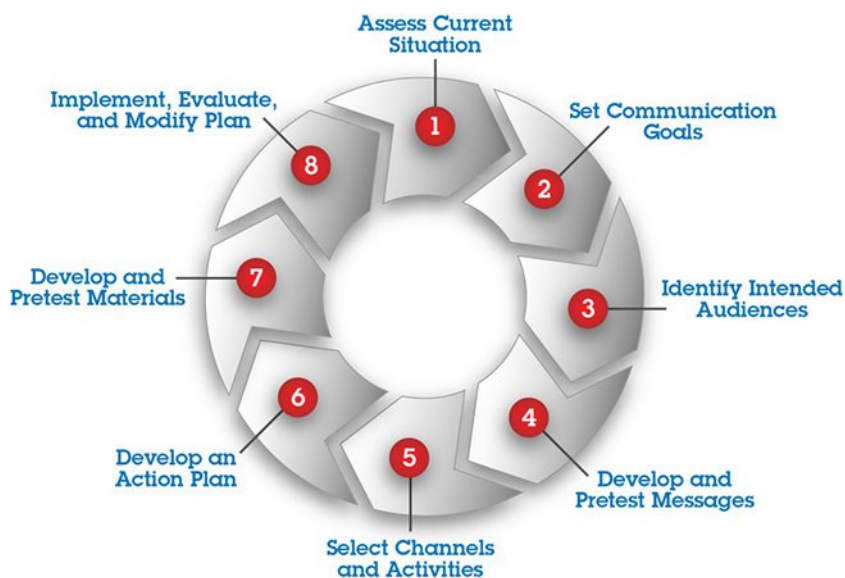 Assess Current
Situation
1
Set Communication
Goals
2
Identify Intended
Audiences
3
Develop and
Pretest Messages
4
Select Channels
and Activities
5
Develop an
Action Plan
6
Develop and
Pretest Materials
7
Implement, Evaluate,
and Modify Plan
8